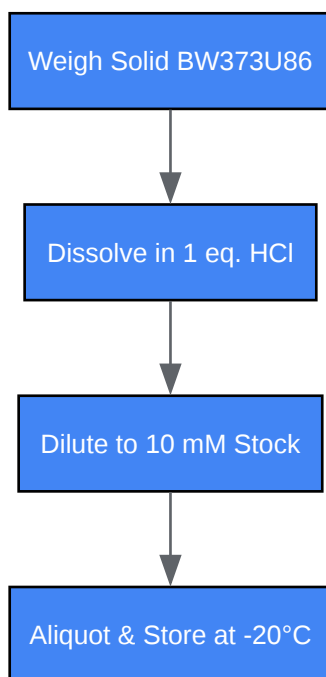 Weigh Solid BW373U86
Dissolve in 1 eq. HCl
Dilute to 10 mM Stock
Aliquot & Store at -20°C